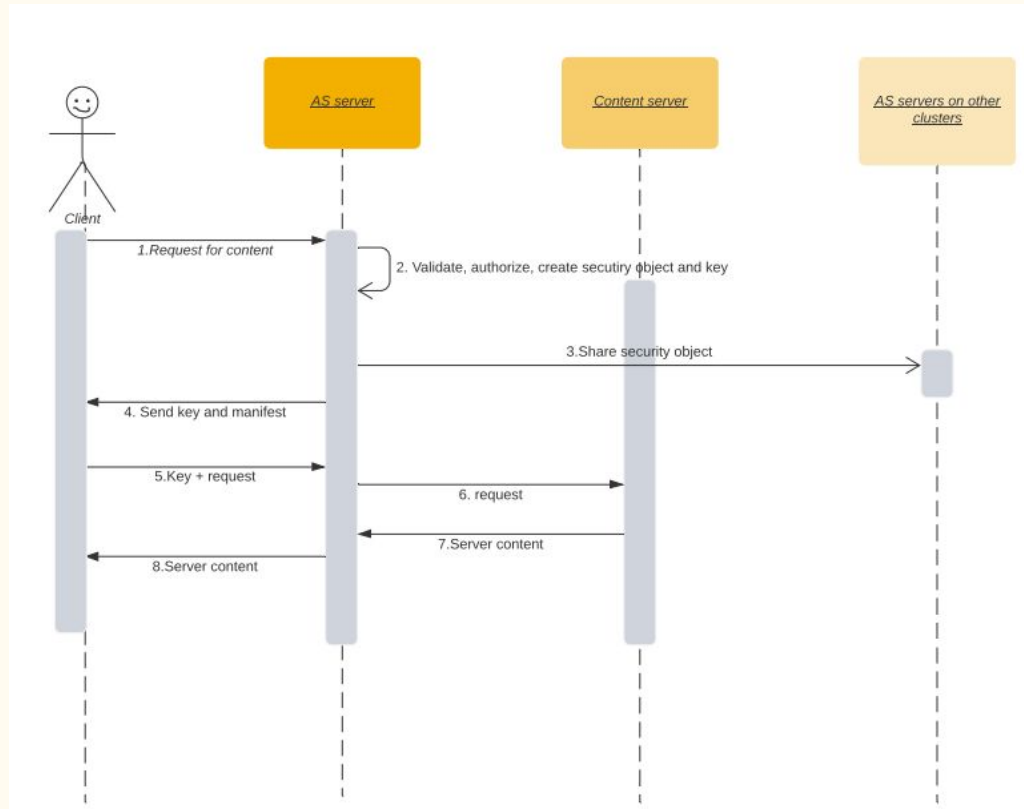 AS server
Content server
AS servers on other
clusters
Client
1.Request for content
2. Validate, authorize, create secutiry object and key
3.Share security object
4. Send key and manifest
5.Key + request
6. request
7.Server content
8.Server content